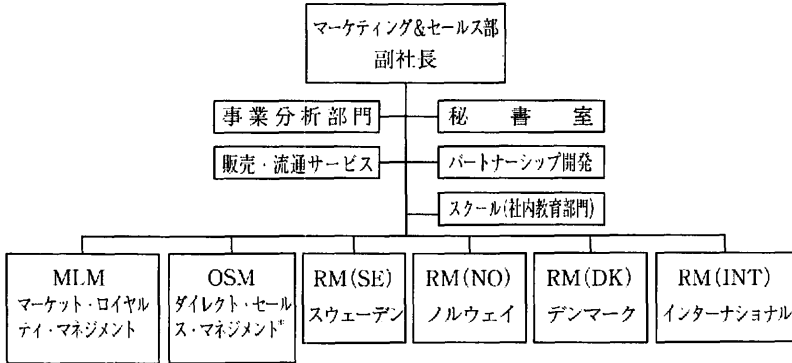 マーケティング&セールス部
副社長
事業分析部門
秘書室
販売・流通サービス
パートナーシップ開発
スクール(社内教育部門)
MLM
マーケット・ロイヤル
ティ・マネジメント
OSM
ダイレクト・セール
ス・マネジメント*
RM(SE)
スウェーデン
RM(NO)
ノルウェイ
RM(DK)
デンマーク
RM(INT)
インターナショナル